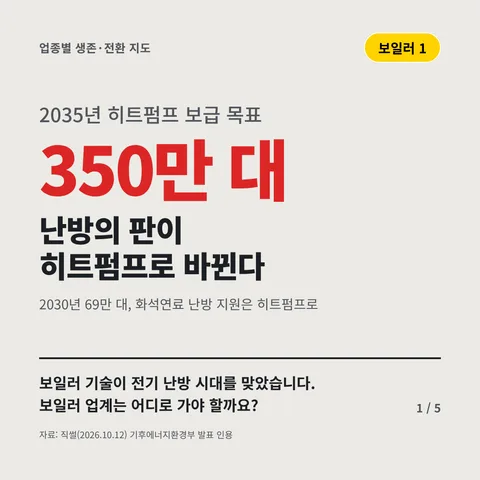 업종별 생존·전환 지도
보일러 1
2035년 히트펌프 보급 목표
350만 대
난방의 판이
히트펌프로 바뀐다
2030년 69만 대, 화석연료 난방 지원은 히트펌프로
보일러 기술이 전기 난방 시대를 맞았습니다.
보일러 업계는 어디로 가야 할까요?
1 / 5
자료: 직썰(2026.10.12) 기후에너지환경부 발표 인용